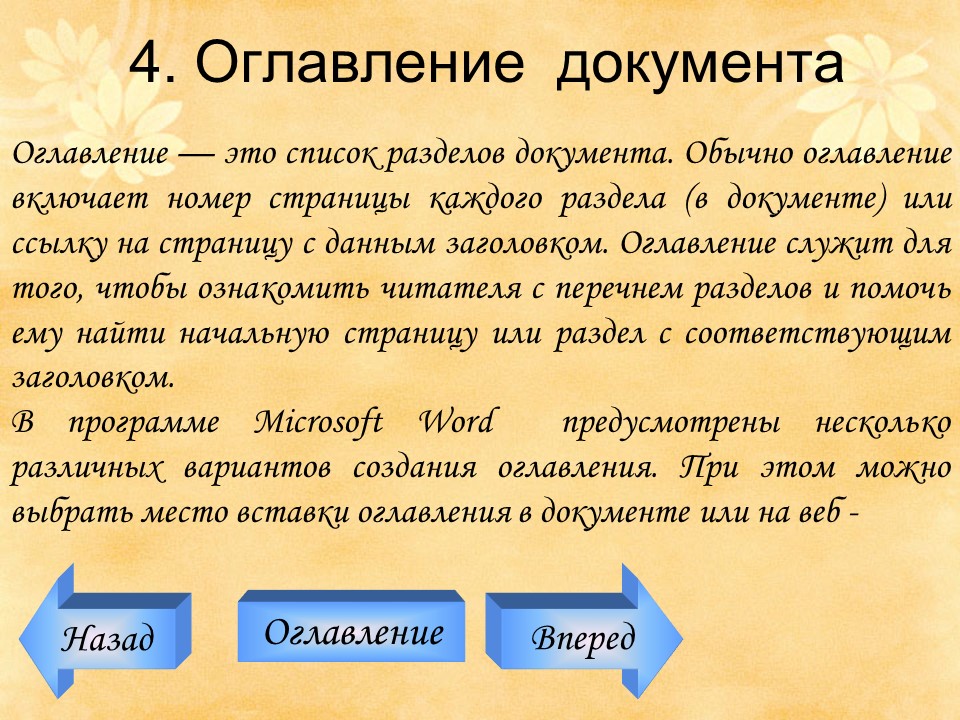 4. Оглавление документа
Оглавление — это список разделов документа. Обычно оглавление
включает номер страницы каждого раздела (в документе) или
ссылку на страницу с данным заголовком. Оглавление служит для
того, чтобы ознакомить читателя с перечнем разделов и помочь
ему найти начальную страницу или раздел с соответствующим
заголовком.
В программе Microsoft Word предусмотрены несколько
различных вариантов создания оглавления. При этом можно
выбрать место вставки оглавления в документе или на веб -
Назад
Оглавление
Вперед